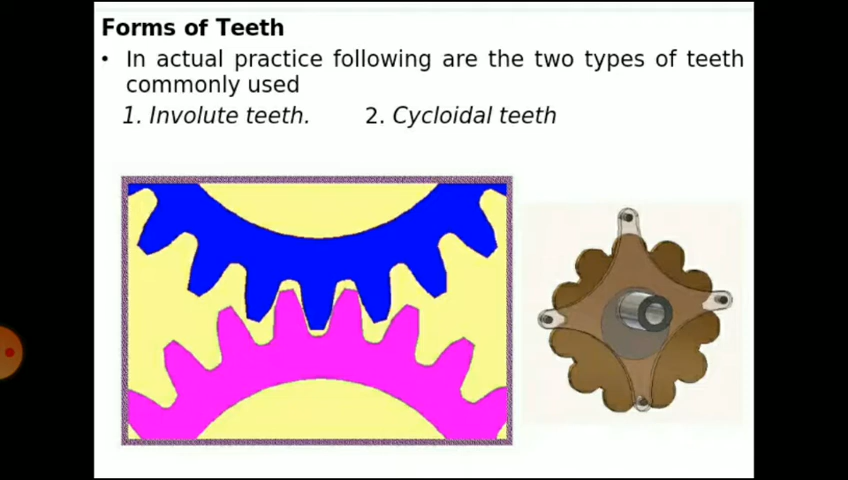 Forms of Teeth
• In actual practice following are the two types of teeth
commonly used
1. Involute teeth. 2. Cycloidal teeth